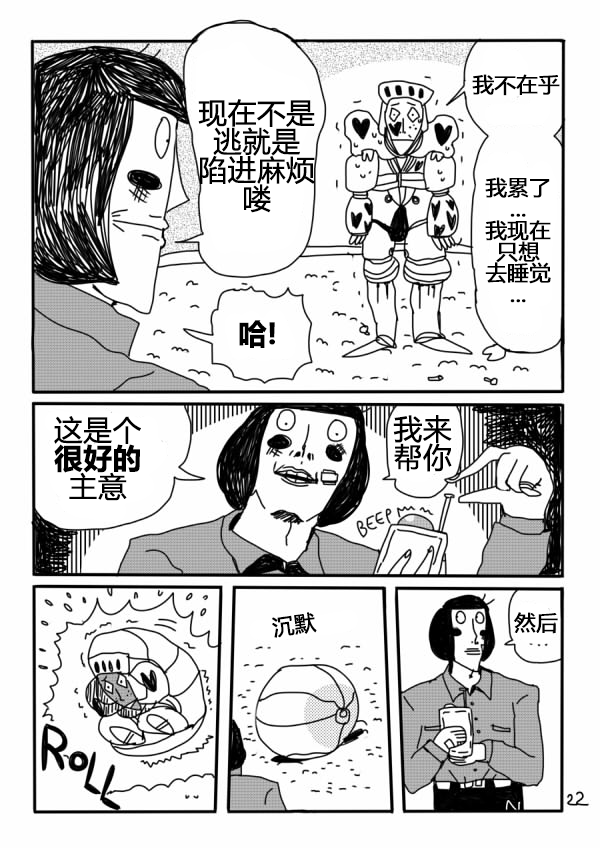 我不在乎
我累了
...
我现在
只想
去睡觉
...
现在不是
逃就是
陷进麻烦
喽
哈!
这是个
很好的
主意
我来
帮你
BEEP
ROLL
沉默
然后
...
N
22